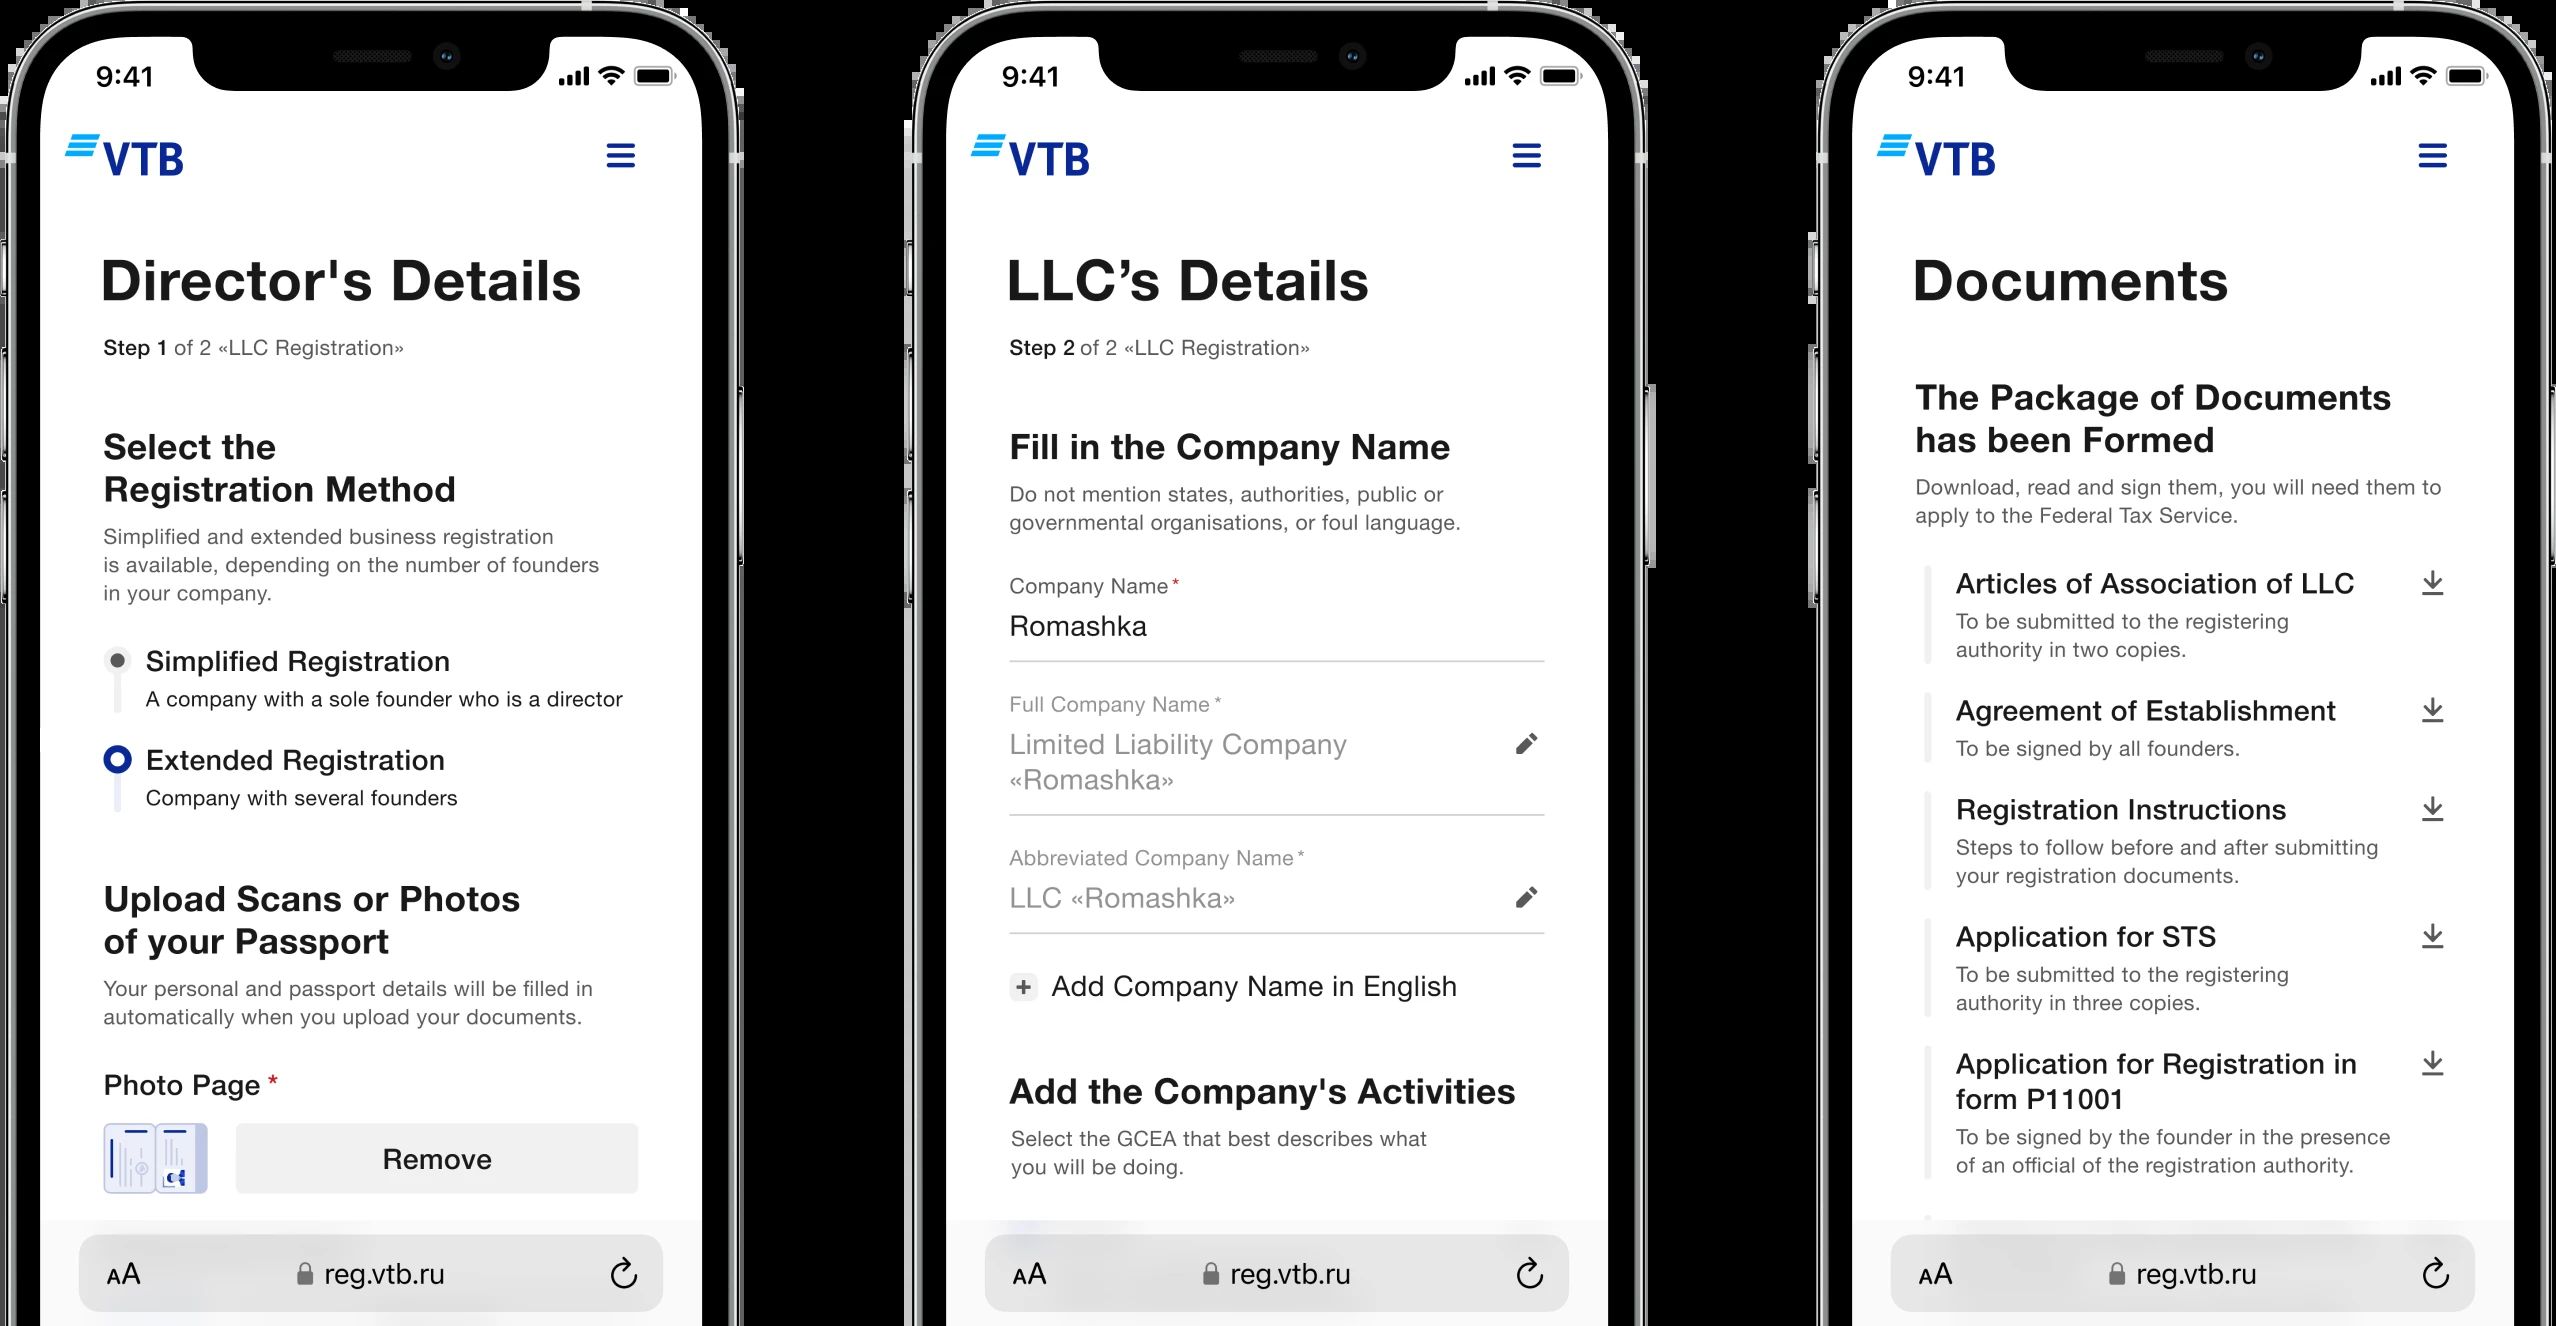 9:41
VTB
Director's Details
Step 1 of 2 «LLC Registration»
Select the
Registration Method
Simplified and extended business registration
is available, depending on the number of founders
in your company.
Simplified Registration
A company with a sole founder who is a director
Extended Registration
Company with several founders
Upload Scans or Photos
of your Passport
Your personal and passport details will be filled in
automatically when you upload your documents.
Photo Page *
Remove
AA
reg.vtb.ru
9:41
VTB
LLC’s Details
Step 2 of 2 «LLC Registration»
Fill in the Company Name
Do not mention states, authorities, public or
governmental organisations, or foul language.
Company Name *
Romashka
Full Company Name *
Limited Liability Company
«Romashka»
Abbreviated Company Name *
LLC «Romashka»
Add Company Name in English
Add the Company's Activities
Select the GCEA that best describes what
you will be doing.
AA
reg.vtb.ru
9:41
VTB
Documents
The Package of Documents
has been Formed
Download, read and sign them, you will need them to
apply to the Federal Tax Service.
Articles of Association of LLC
To be submitted to the registering
authority in two copies.
Agreement of Establishment
To be signed by all founders.
Registration Instructions
Steps to follow before and after submitting
your registration documents.
Application for STS
To be submitted to the registering
authority in three copies.
Application for Registration in
form P11001
To be signed by the founder in the presence
of an official of the registration authority.
AA
reg.vtb.ru